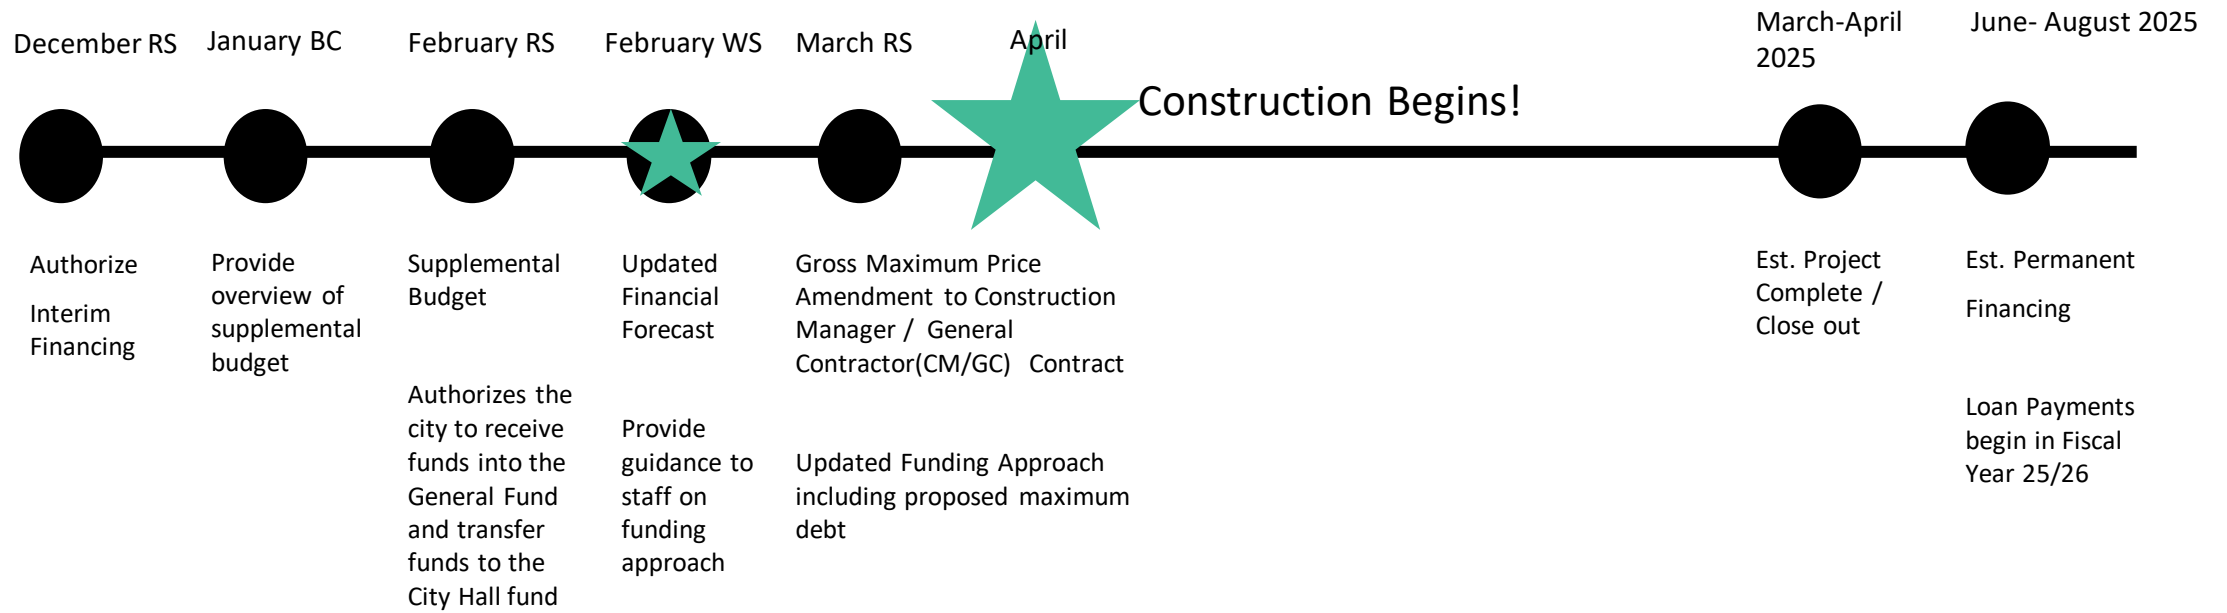 December RS
January BC
February RS
February WS
March RS
April
March-April
2025
June- August 2025
Construction Begins!
Authorize
Interim
Financing
Provide
overview of
supplemental
budget
Supplemental
Budget
Authorizes the
city to receive
funds into the
General Fund
and transfer
funds to the
City Hall fund
Updated
Financial
Forecast
Provide
guidance to
staff on
funding
approach
Gross Maximum Price
Amendment to Construction
Manager / General
Contractor(CM/GC) Contract
Updated Funding Approach
including proposed maximum
debt
Est. Project
Complete /
Close out
Est. Permanent
Financing
Loan Payments
begin in Fiscal
Year 25/26